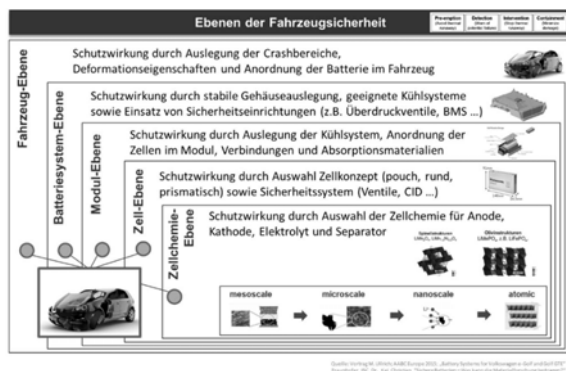 Ebenen der Fahrzeugsicherheit
Pre-emption
Detection
Intervention
Containment
Fahrzeug-Ebene
Schutzwirkung durch Auslegung der Crashbereiche,
Deformationseigenschaften und Anordnung der Batterie im Fahrzeug
Batteriesystem-Ebene
Schutzwirkung durch stabile Gehäuseauslegung, geeignete Kühlsysteme
sowie Einsatz von Sicherheitseinrichtungen (z.B. Überdruckventile, BMS ...)
Modul-Ebene
Schutzwirkung durch Auslegung der Kühlsystem, Anordnung der
Zellen im Modul, Verbindungen und Absorptionsmaterialien
Zell-Ebene
Schutzwirkung durch Auswahl Zellkonzept (pouch, rund,
prismatisch) sowie Sicherheitssystem (Ventile, CID ...)
Zellchemie-
Ebene
Schutzwirkung durch Auswahl der Zellchemie für Anode,
Kathode, Elektrolyt und Separator
mesoscale
microscale
nanoscale
atomic